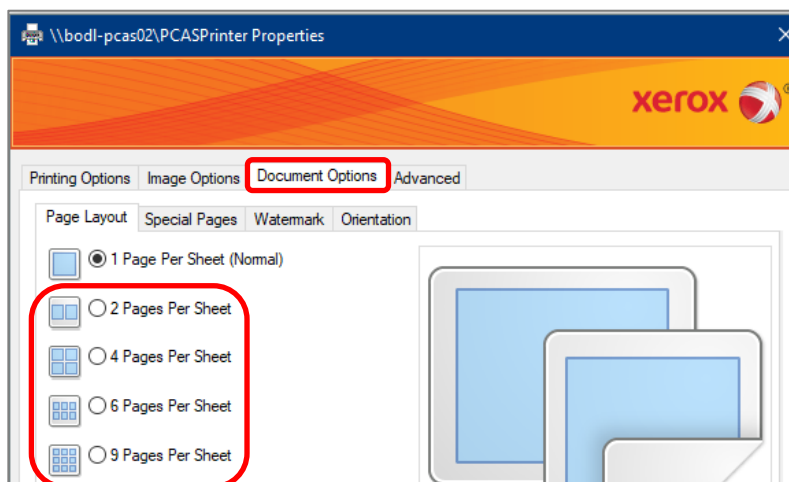 \\bodl-pcas02\PCASPrinter Properties
xerox
Printing Options Image Options Document Options Advanced
Page Layout Special Pages Watermark Orientation
1 Page Per Sheet (Normal)
2 Pages Per Sheet
4 Pages Per Sheet
6 Pages Per Sheet
9 Pages Per Sheet